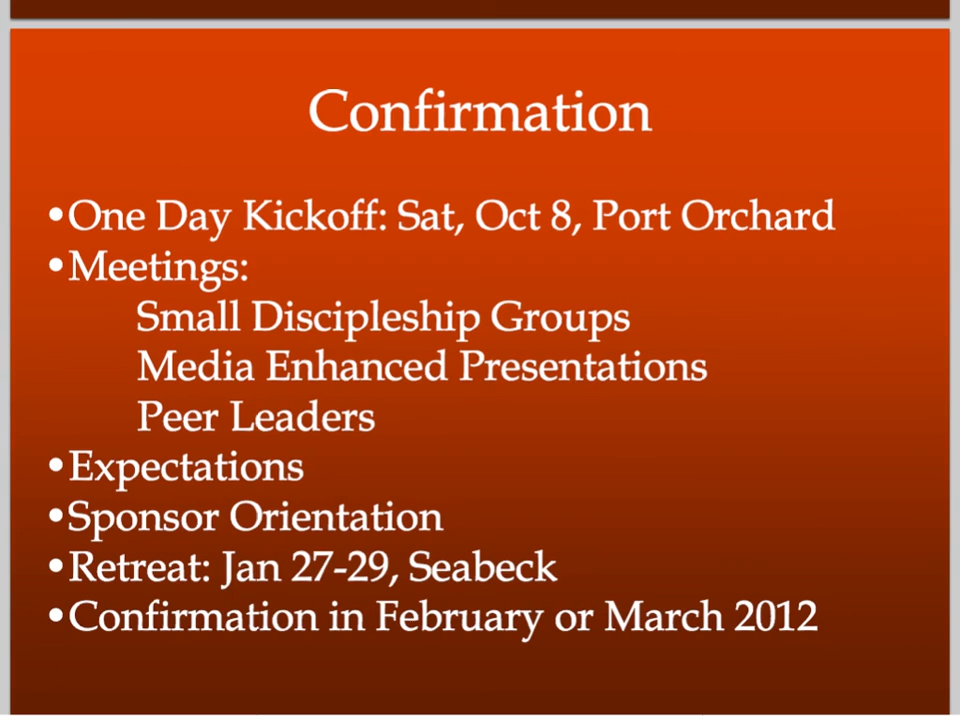 Confirmation
•One Day Kickoff: Sat, Oct 8, Port Orchard
•Meetings:
Small Discipleship Groups
Media Enhanced Presentations
Peer Leaders
•Expectations
•Sponsor Orientation
•Retreat: Jan 27-29, Seabeck
•Confirmation in February or March 2012